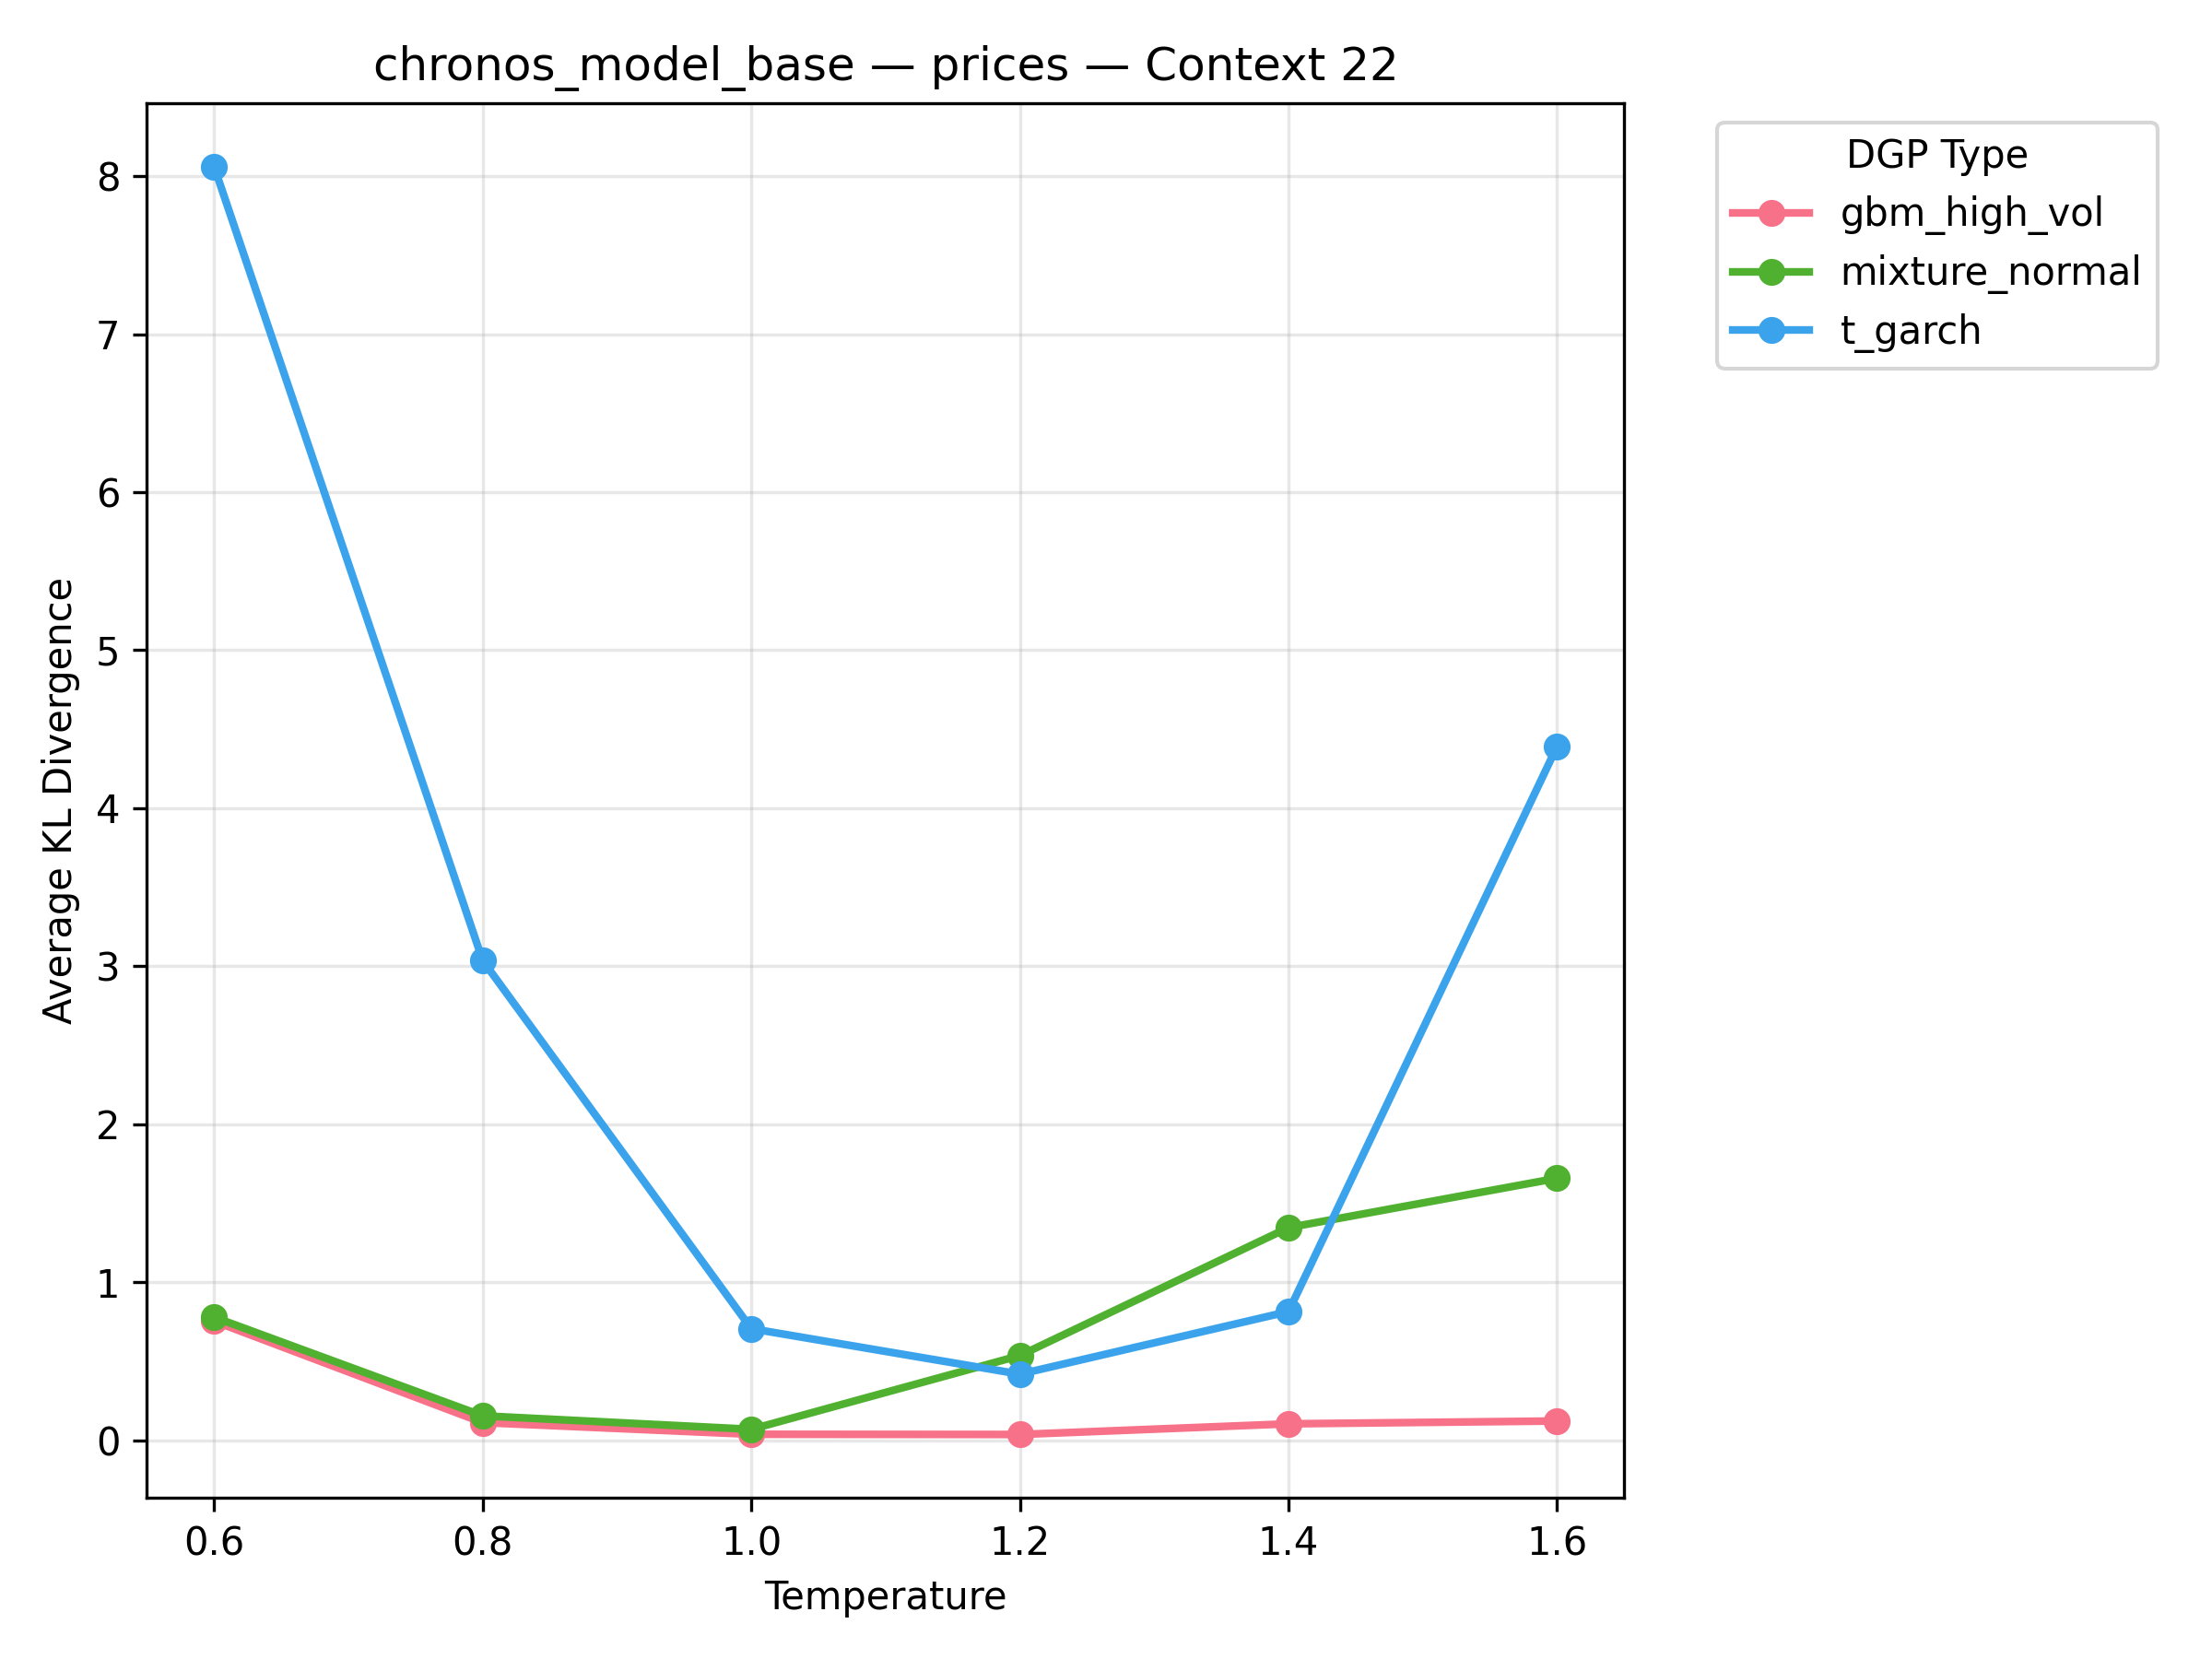 chronos_model_base — prices — Context 22
DGP Type
gbm_high_vol
mixture_normal
t_garch
Average KL Divergence
8
7
6
5
4
3
2
1
0
0.6 0.8 1.0 1.2 1.4 1.6
Temperature